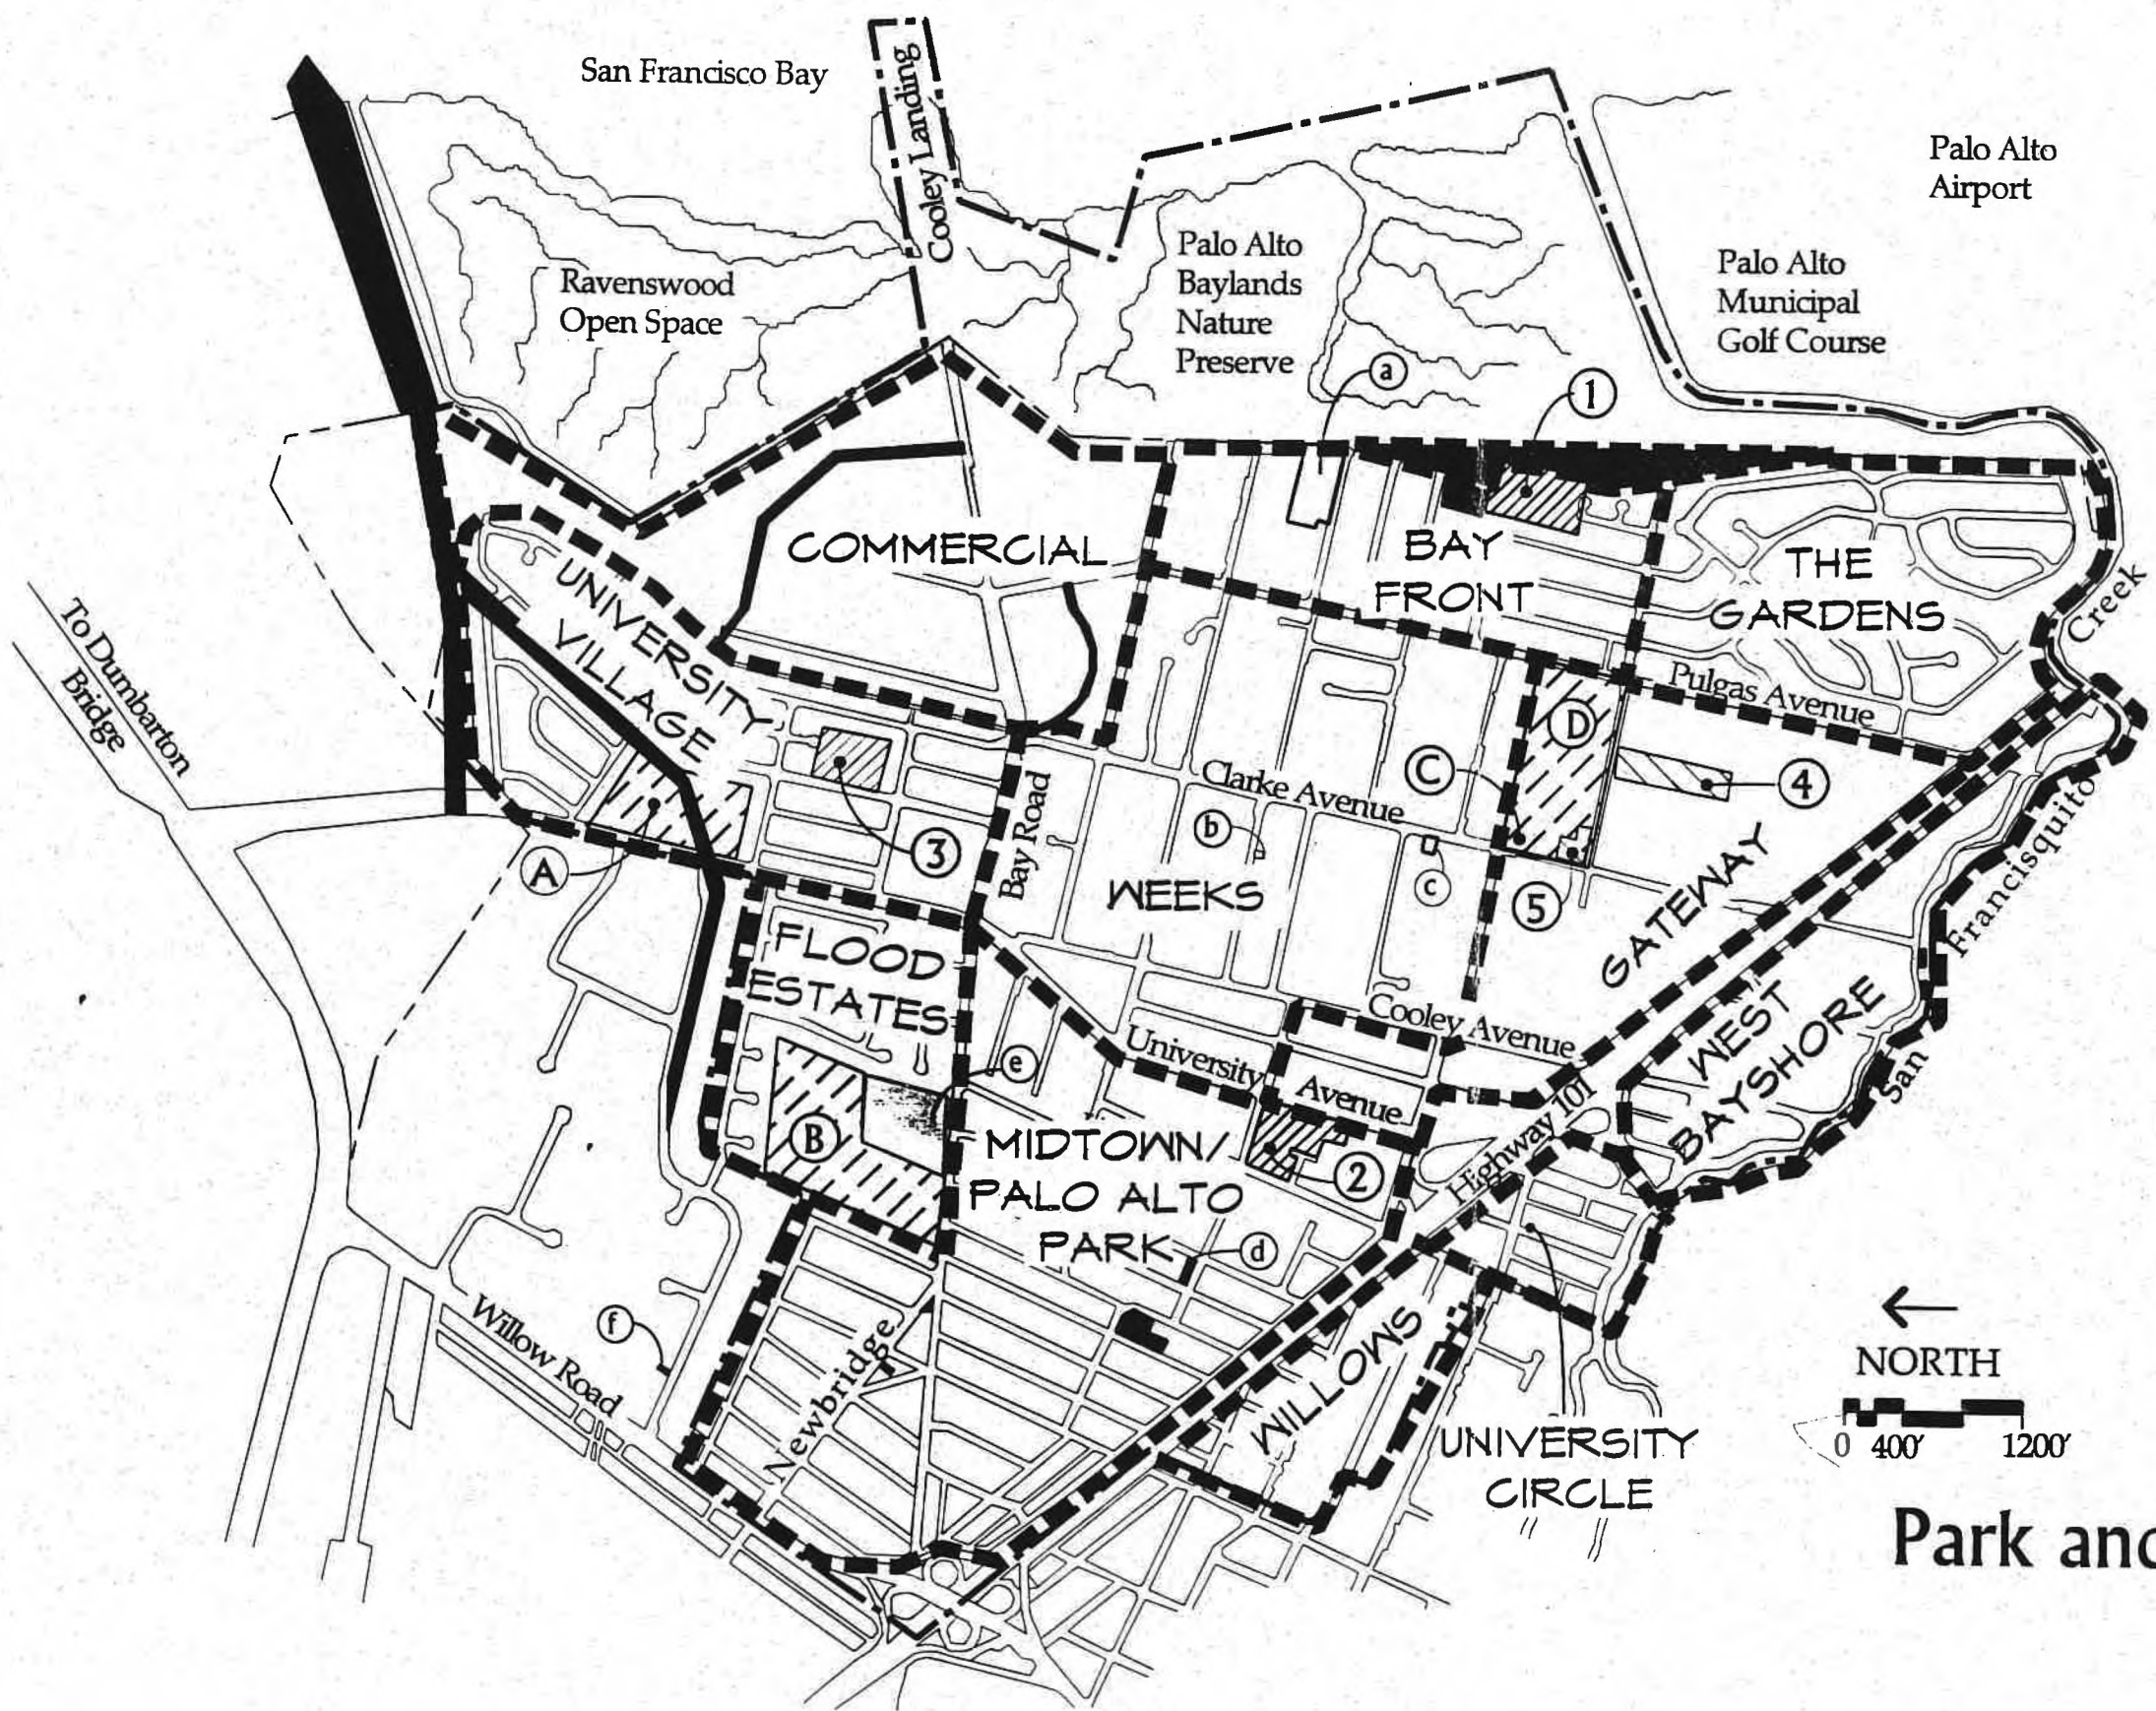 San Francisco Bay
Cooley Landing
Palo Alto
Airport
Ravenswood
Open Space
Palo Alto
Baylands
Nature
Preserve
Palo Alto
Municipal
Golf Course
a
1
COMMERCIAL
BAY
FRONT
THE
GARDENS
Creek
To Dumbarton
Bridge
UNIVERSITY
VILLAGE
Pulgas Avenue
D
C
4
Clarke Avenue
b
Bay Road
3
A
WEEKS
c
5
GATEWAY
San
Francisquito
FLOOD
ESTATES
Cooley Avenue
University
Avenue
WEST
BAYSHORE
e
B
Highway 101
MIDTOWN/
PALO ALTO
PARK
2
d
f
Willow Road
Newbridge
WILLOWS
UNIVERSITY
CIRCLE
NORTH
0 400' 1200'
Park and